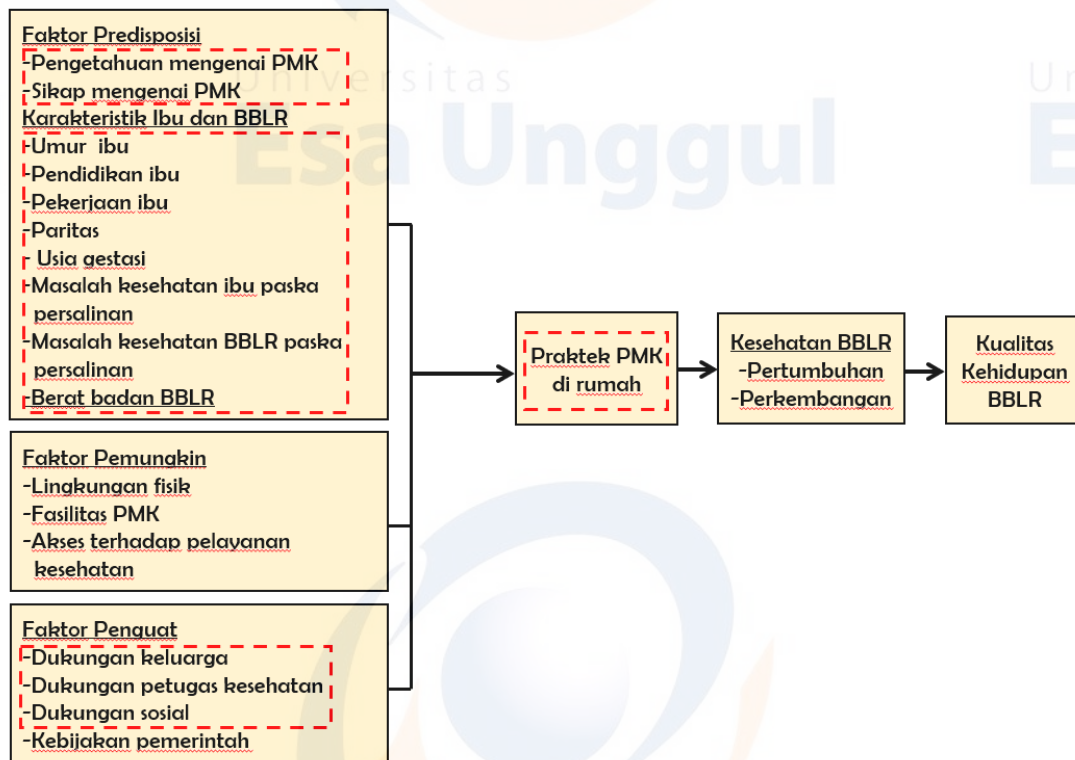 Faktor Predisposisi
-Pengetahuan mengenai PMK
-Sikap mengenai PMK
Karakteristik Ibu dan BBLR
-Umur ibu
-Pendidikan ibu
-Pekerjaan ibu
-Paritas
- Usia gestasi
-Masalah kesehatan ibu paska
persalinan
-Masalah kesehatan BBLR paska
persalinan
-Berat badan BBLR
Faktor Pemungkin
-Lingkungan fisik
-Fasilitas PMK
-Akses terhadap pelayanan
kesehatan
Faktor Penguat
-Dukungan keluarga
-Dukungan petugas kesehatan
-Dukungan sosial
-Kebijakan pemerintah
Praktek PMK
di rumah
Kesehatan BBLR
-Pertumbuhan
-Perkembangan
Kualitas
Kehidupan
BBLR
Universitas
Esa Unggul
Un
E